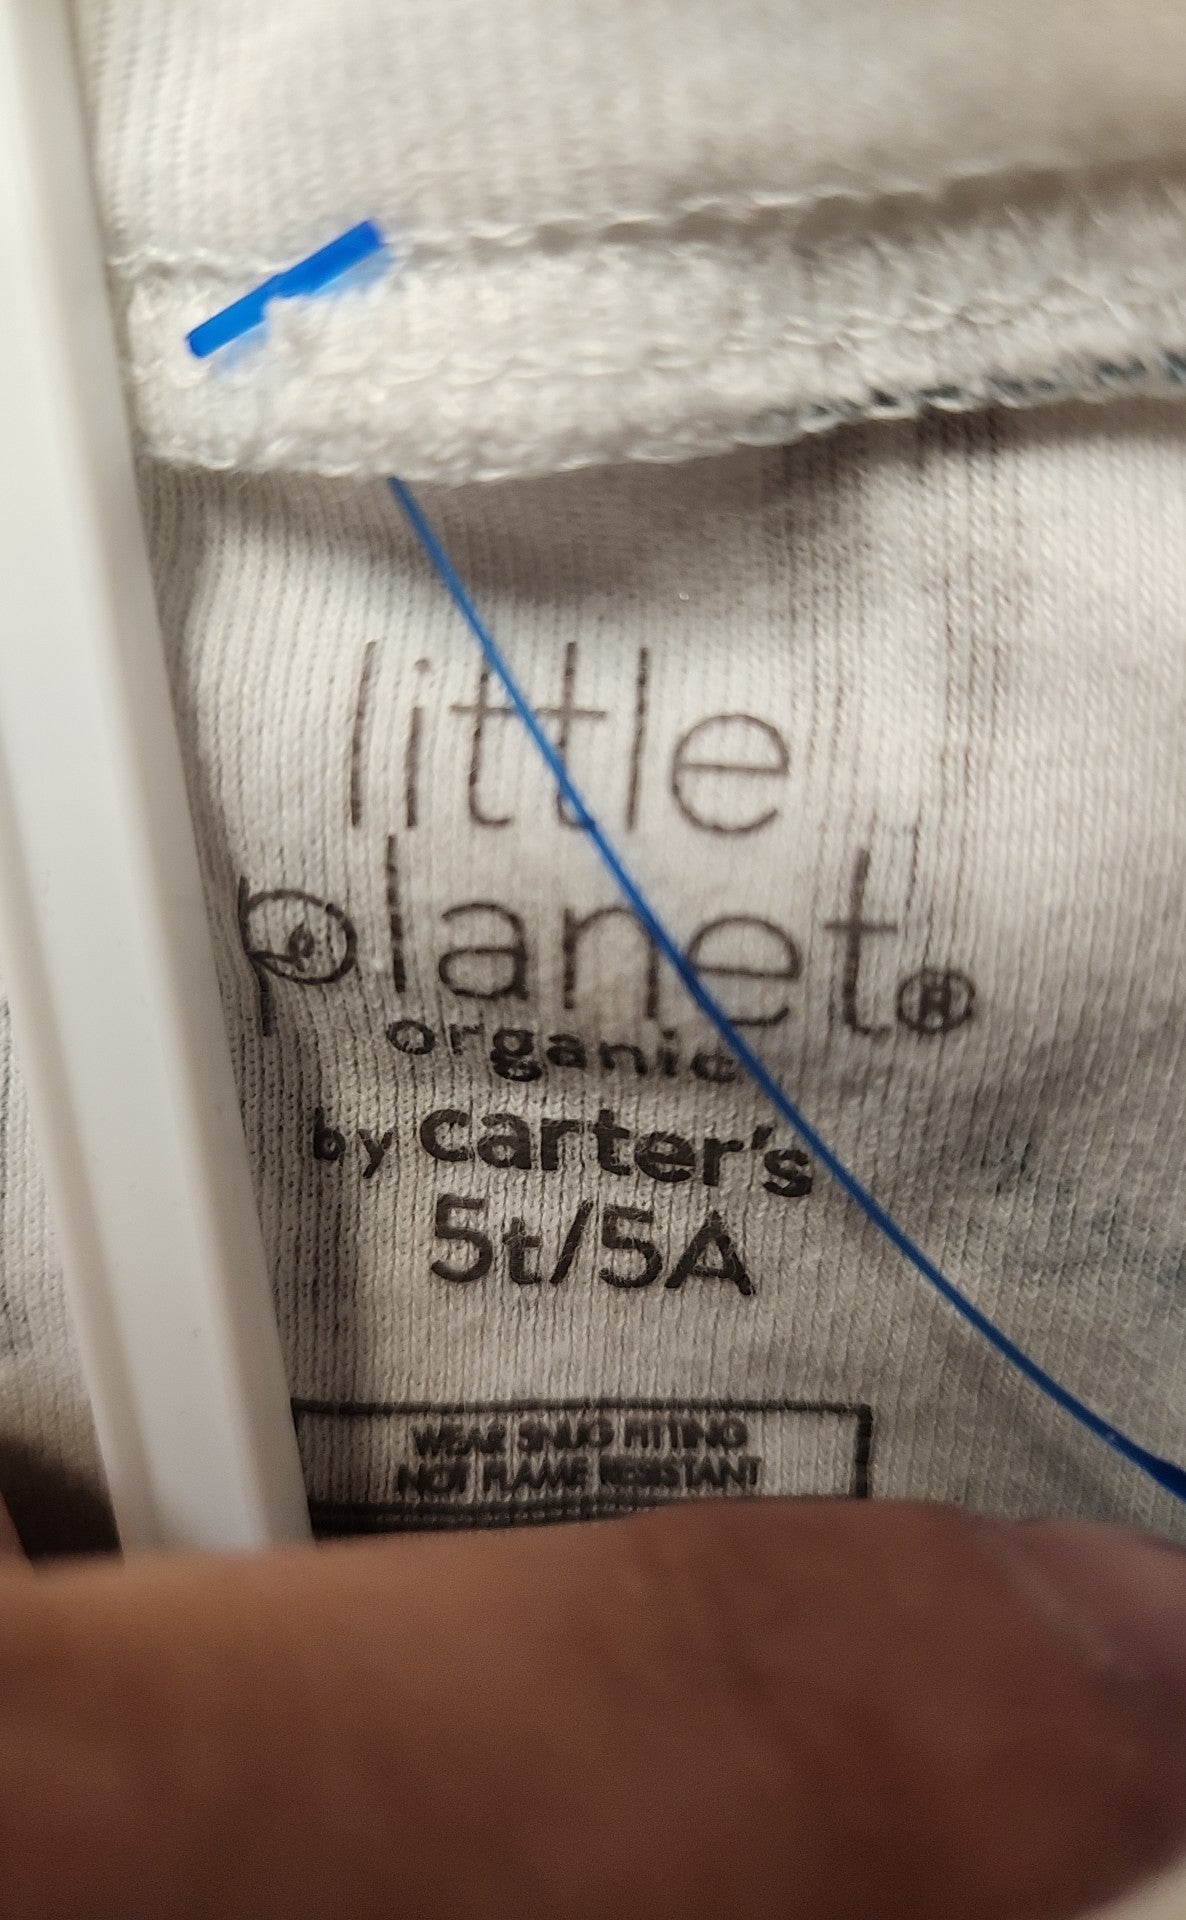 little
planet®
organic
by carter's
5t/5A
WEAR SNUG FITTING
NOT FLAME RESISTANT